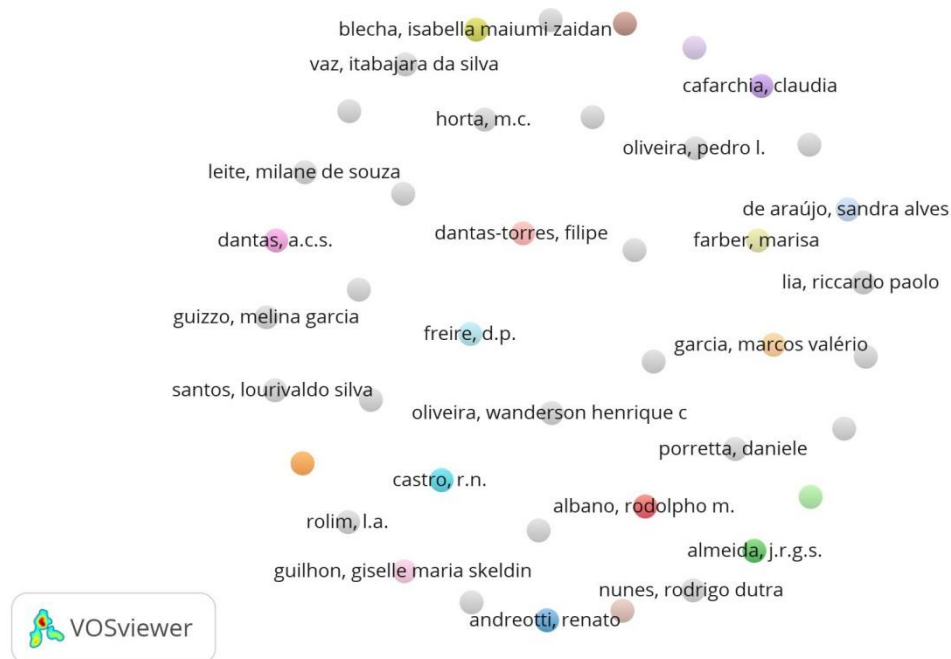 blecha, isabella maiumi zaidan
vaz, itabajara da silva
cafarchia, claudia
horta, m.c.
oliveira, pedro l.
leite, milane de souza
de araújo, sandra alves
dantas, a.c.s.
dantas-torres, filipe
farber, marisa
lia, riccardo paolo
guizzo, melina garcia
freire, d.p.
garcia, marcos valério
santos, lourivaldo silva
oliveira, wanderson henrique c
porretta, daniele
castro, r.n.
albano, rodolpho m.
rolim, l.a.
almeida, j.r.g.s.
guilhon, giselle maria skeldin
nunes, rodrigo dutra
andreotti, renato
VOSviewer